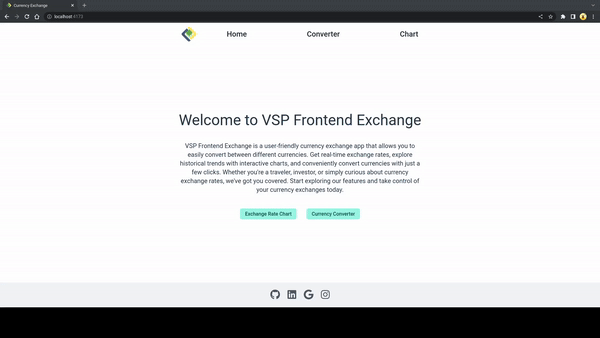 Currency Exchange
localhost:4173
Home Converter Chart
Welcome to VSP Frontend Exchange
VSP Frontend Exchange is a user-friendly currency exchange app that allows you to
easily convert between different currencies. Get real-time exchange rates, explore
historical trends with interactive charts, and conveniently convert currencies with just a
few clicks. Whether you're a traveler, investor, or simply curious about currency
exchange rates, we've got you covered. Start exploring our features and take control of
your currency exchanges today.
Exchange Rate Chart Currency Converter